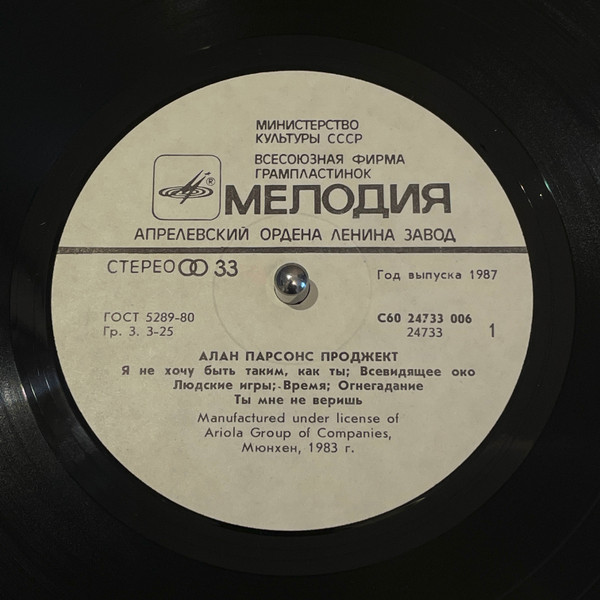 МИНИСТЕРСТВО
КУЛЬТУРЫ СССР
ВСЕСОЮЗНАЯ ФИРМА
ГРАМПЛАСТИНОК
®
МЕЛОДИЯ
АПРЕЛЕВСКИЙ ОРДЕНА ЛЕНИНА ЗАВОД
СТЕРЕО 33
Год выпуска 1987
ГОСТ 5289-80
Гр. 3. 3-25
С60 24733 006
24733 1
АЛАН ПАРСОНС ПРОДЖЕКТ
Я не хочу быть таким, как ты; Всевидящее око
Людские игры; Время; Огнегадание
Ты мне не веришь
Manufactured under license of
Ariola Group of Companies,
Мюнхен, 1983 г.